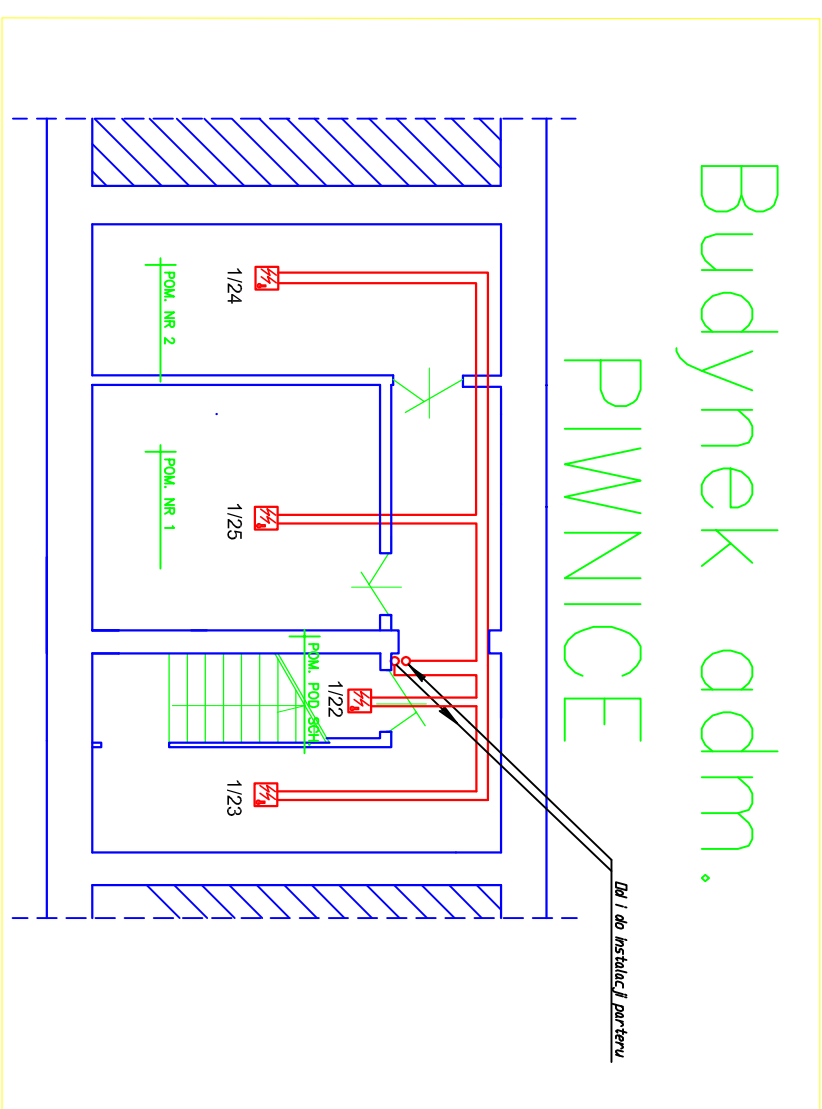 Budynek adm.
PIWNICE
Od i do instalacji parteru
1/24
1/25
1/22
1/23
POM. NR 2
POM. NR 1
POM. POD SCH.